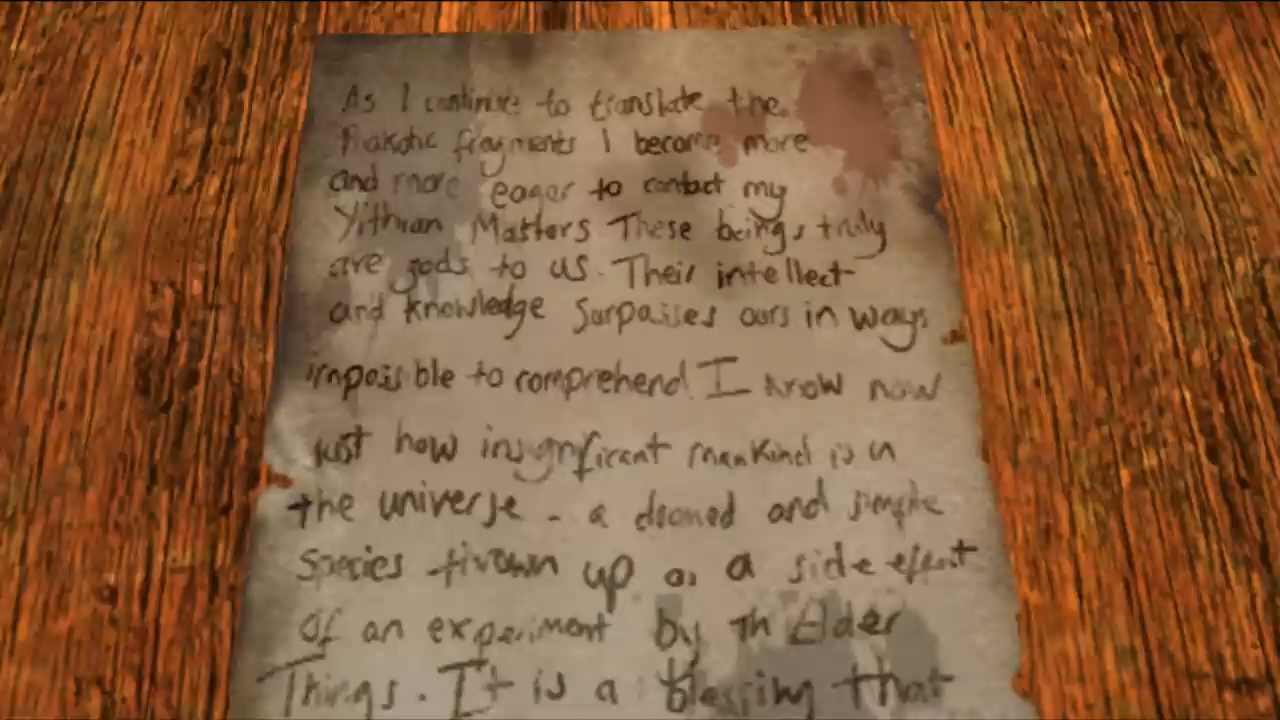 As I continue to translate the
Pnakotic fragments I become more
and more eager to contact my
Yithian Masters These beings truly
are gods to us. Their intellect
and knowledge Surpasses ours in ways
impossible to comprehend I know now
just how insignificant mankind is in
the universe - a doomed and simple
species thrown up as a side effect
of an experiment by Th Elder
Things. It is a blessing that